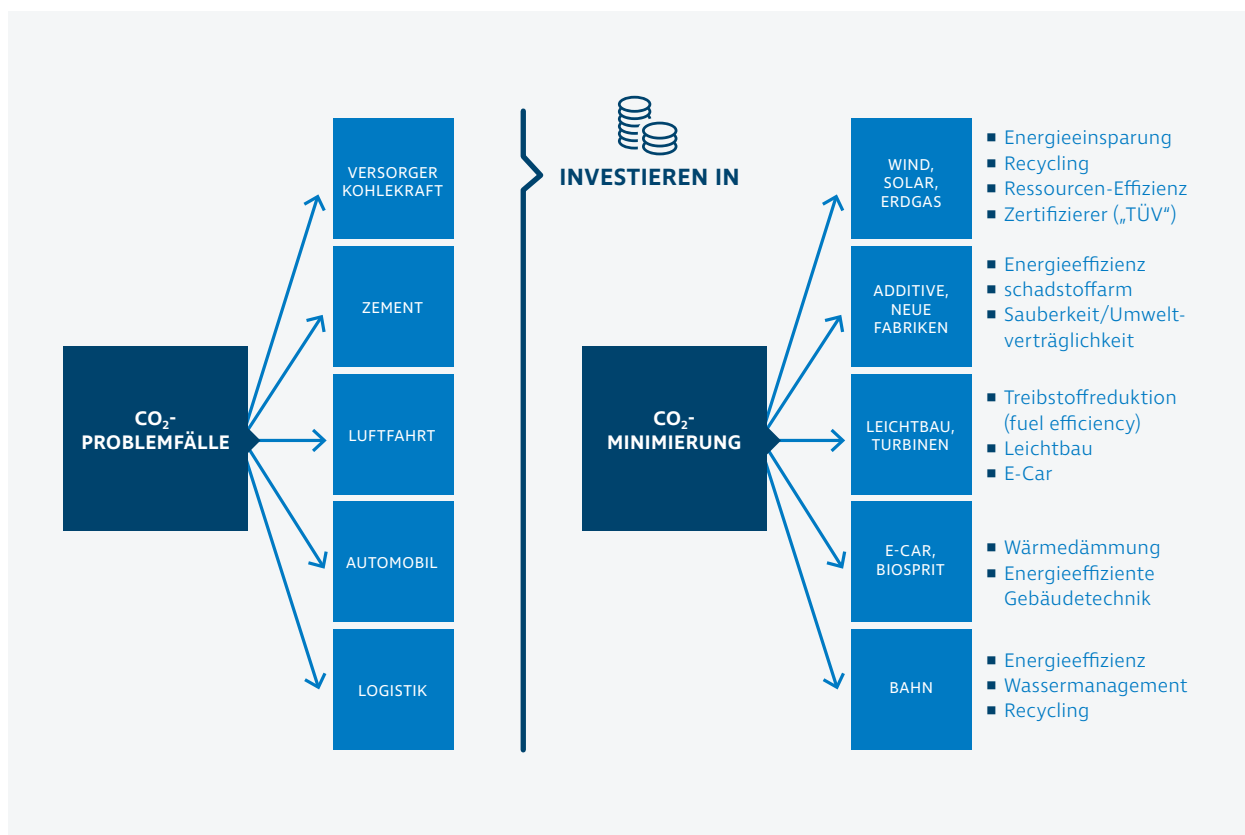 CO₂-
PROBLEMFÄLLE
VERSORGER
KOHLEKRAFT
ZEMENT
LUFTFAHRT
AUTOMOBIL
LOGISTIK
INVESTIEREN IN
CO₂-
MINIMIERUNG
WIND,
SOLAR,
ERDGAS
■ Energieeinsparung
■ Recycling
■ Ressourcen-Effizienz
■ Zertifizierer („TÜV“)
ADDITIVE,
NEUE
FABRIKEN
■ Energieeffizienz
■ schadstoffarm
■ Sauberkeit/Umwelt-
verträglichkeit
LEICHTBAU,
TURBINEN
■ Treibstoffreduktion
(fuel efficiency)
■ Leichtbau
■ E-Car
E-CAR,
BIOSPRIT
■ Wärmedämmung
■ Energieeffiziente
Gebäudetechnik
BAHN
■ Energieeffizienz
■ Wassermanagement
■ Recycling